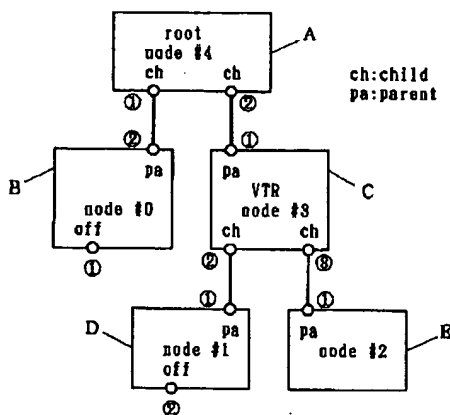 A
root
node #4
ch ch
① ②
ch:child
pa:parent
② ①
B
pa
node #0
off
①
pa
VTR
node #3
ch ch
C
② ③
① ①
D
pa
node #1
off
②
pa
node #2
E